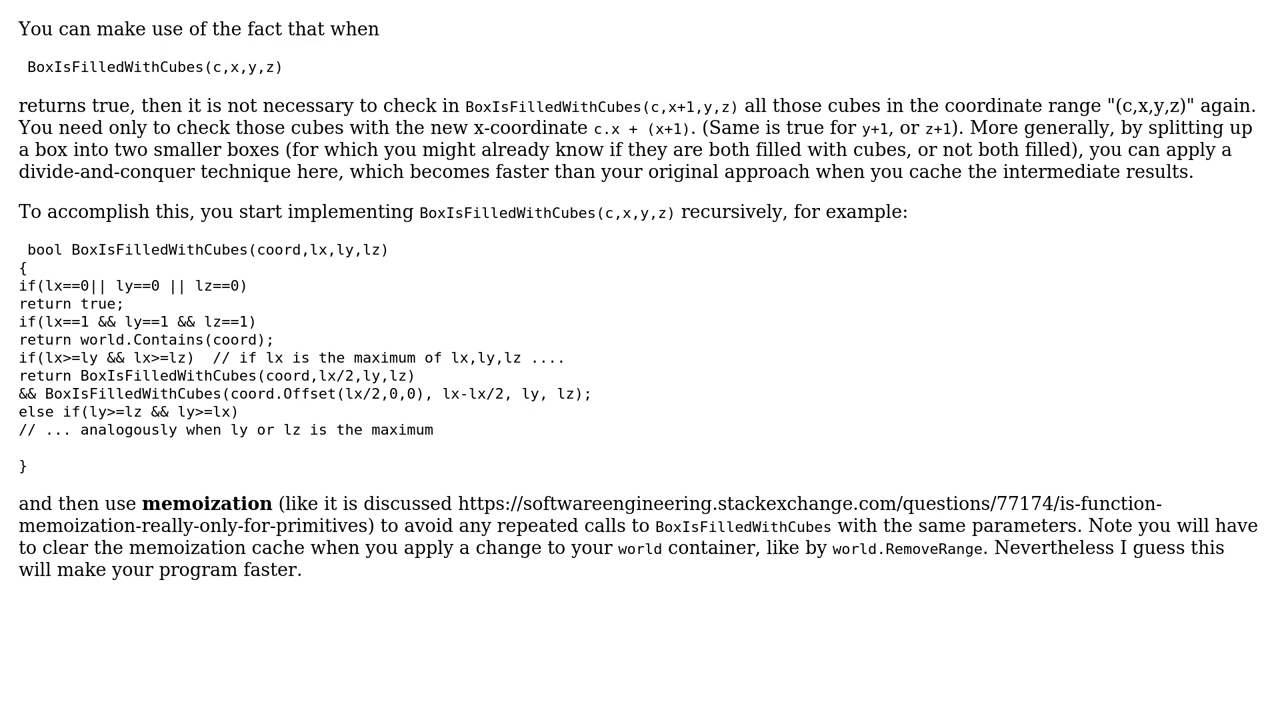 You can make use of the fact that when
BoxIsFilledWithCubes(c,x,y,z)
returns true, then it is not necessary to check in BoxIsFilledWithCubes(c,x+1,y,z) all those cubes in the coordinate range "(c,x,y,z)" again.
You need only to check those cubes with the new x-coordinate c.x + (x+1). (Same is true for y+1, or z+1). More generally, by splitting up
a box into two smaller boxes (for which you might already know if they are both filled with cubes, or not both filled), you can apply a
divide-and-conquer technique here, which becomes faster than your original approach when you cache the intermediate results.
To accomplish this, you start implementing BoxIsFilledWithCubes(c,x,y,z) recursively, for example:
bool BoxIsFilledWithCubes(coord,lx,ly,lz)
{
if(lx==0|| ly==0 || lz==0)
return true;
if(lx==1 && ly==1 && lz==1)
return world.Contains(coord);
if(lx>=ly && lx>=lz)  // if lx is the maximum of lx,ly,lz ....
return BoxIsFilledWithCubes(coord,lx/2,ly,lz)
&& BoxIsFilledWithCubes(coord.Offset(lx/2,0,0), lx-lx/2, ly, lz);
else if(ly>=lz && ly>=lx)
// ... analogously when ly or lz is the maximum
}
and then use memoization (like it is discussed https://softwareengineering.stackexchange.com/questions/77174/is-function-
memoization-really-only-for-primitives) to avoid any repeated calls to BoxIsFilledWithCubes with the same parameters. Note you will have
to clear the memoization cache when you apply a change to your world container, like by world.RemoveRange. Nevertheless I guess this
will make your program faster.